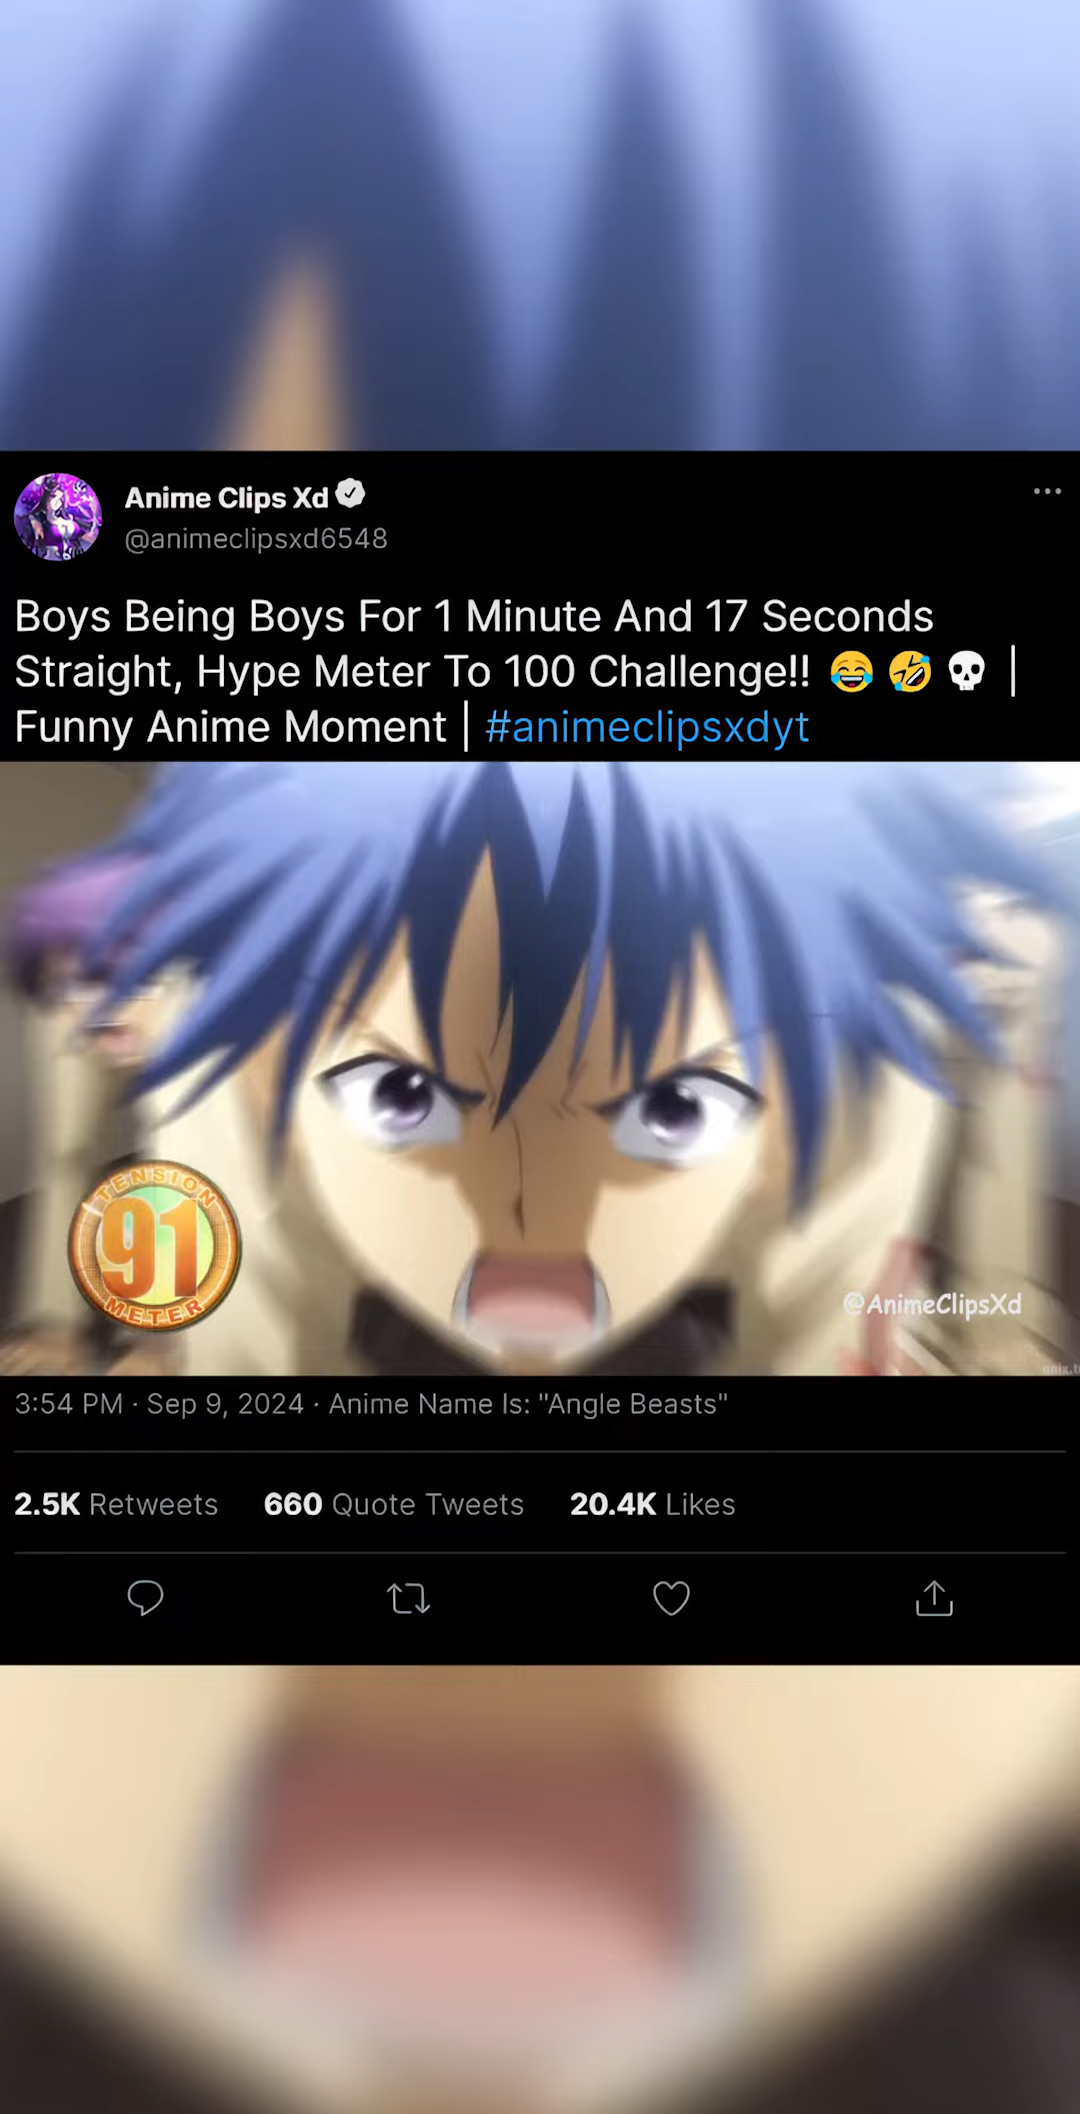 Anime Clips Xd
@animeclipsxd6548
Boys Being Boys For 1 Minute And 17 Seconds
Straight, Hype Meter To 100 Challenge!! 😂 🤣 💀 |
Funny Anime Moment | #animeclipsxdyt
TENSION
91
METER
@AnimeClipsXd
3:54 PM · Sep 9, 2024 · Anime Name Is: "Angle Beasts"
2.5K Retweets 660 Quote Tweets 20.4K Likes